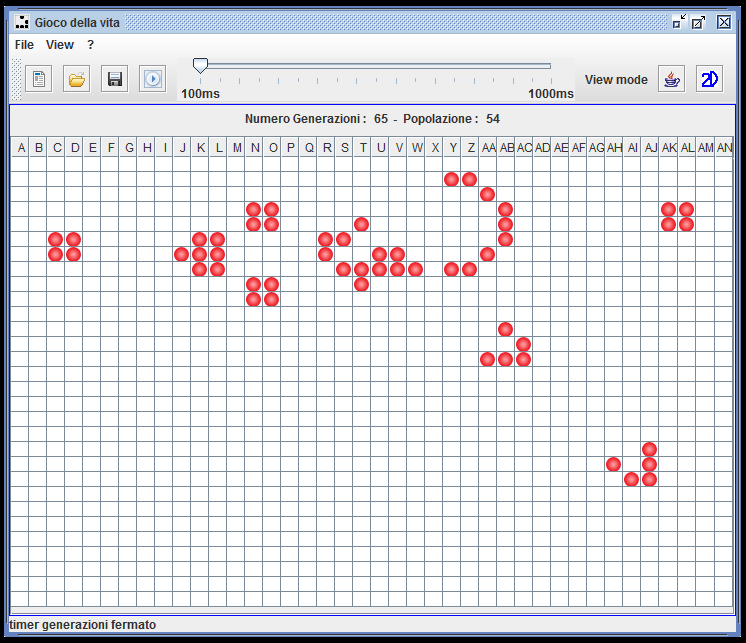 Gioco della vita
File View ?
100ms 1000ms View mode 2D
Numero Generazioni : 65 - Popolazione : 54
A B C D E F G H I J K L M N O P Q R S T U V W X Y Z AA AB AC AD AE AF AG AH AI AJ AK AL AM AN
timer generazioni fermato